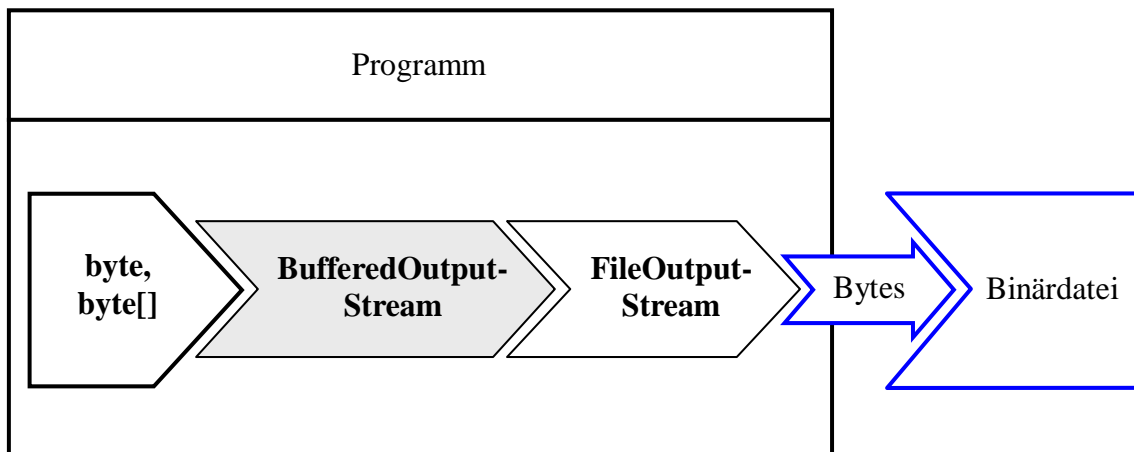 Programm
byte,
byte[]
BufferedOutput-
Stream
FileOutput-
Stream
Bytes
Binärdatei